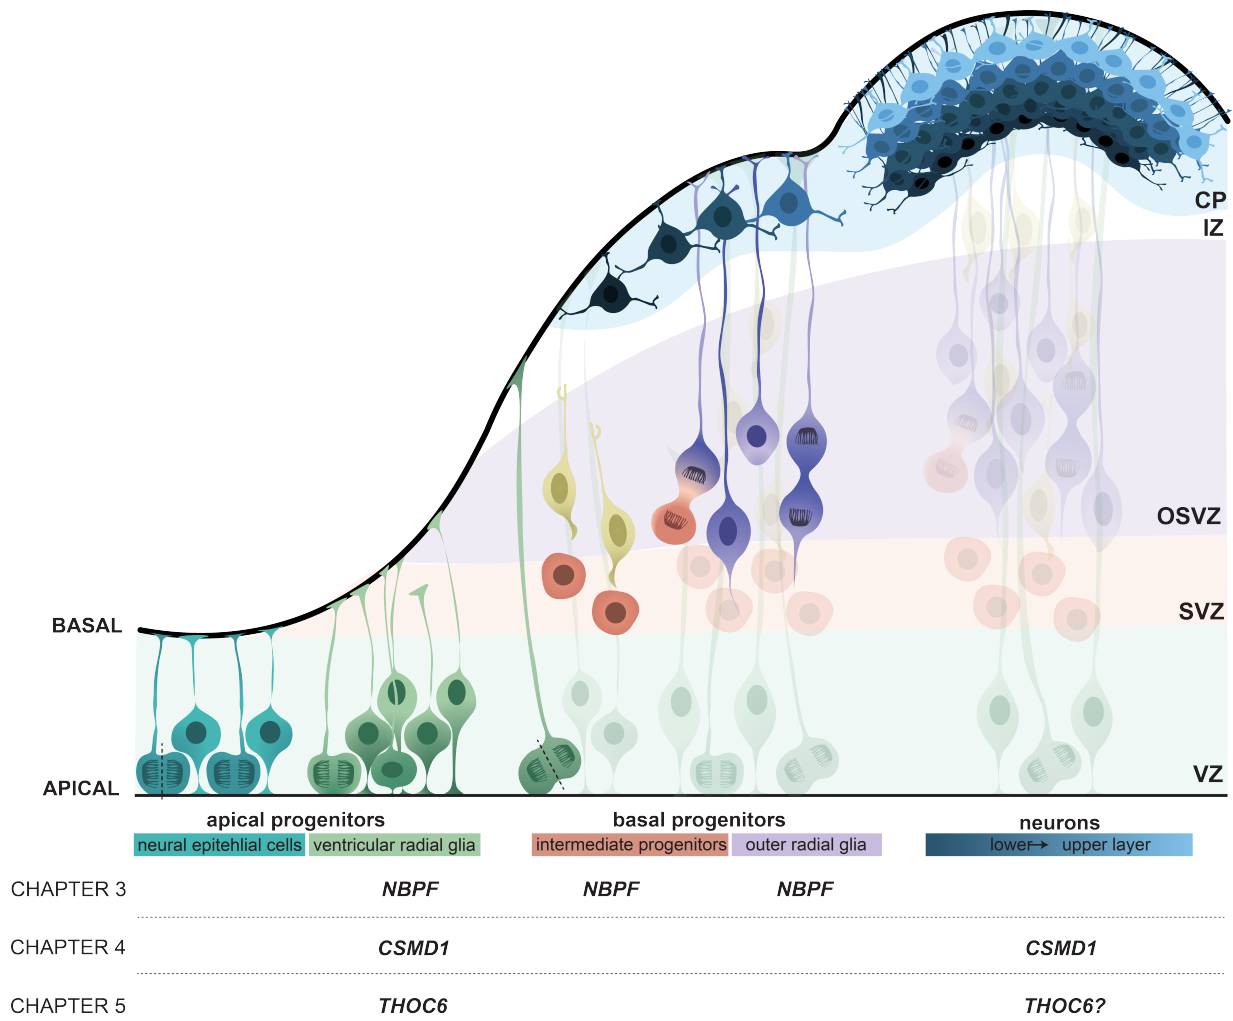 CP
IZ
OSVZ
SVZ
BASAL
VZ
APICAL
apical progenitors
basal progenitors
neurons
neural epitehlial cells
ventricular radial glia
intermediate progenitors
outer radial glia
lower→ upper layer
CHAPTER 3 NBPF NBPF NBPF
CHAPTER 4 CSMD1 CSMD1
CHAPTER 5 THOC6 THOC6?